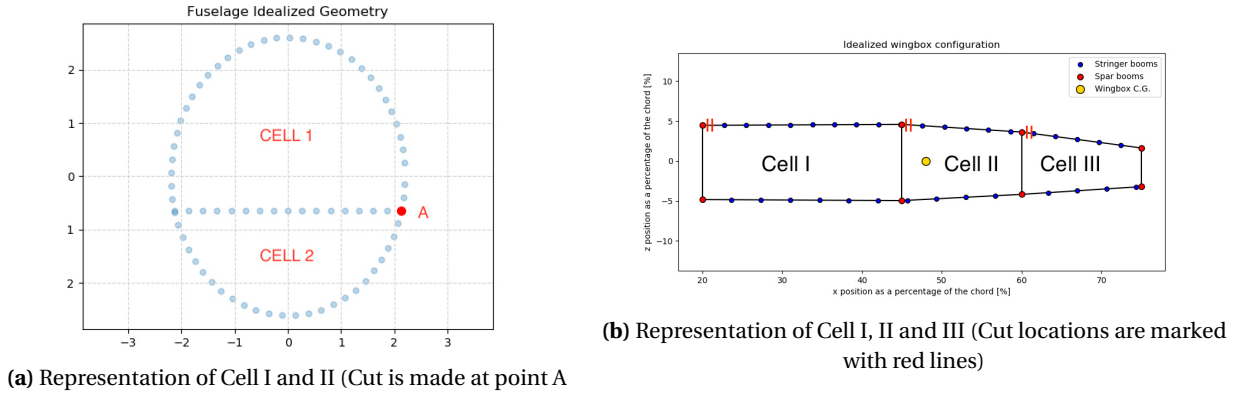 Fuselage Idealized Geometry
2
1
0
1
2
−3
−2
−1
0
1
2
3
CELL 1
A
CELL 2
(a) Representation of Cell I and II (Cut is made at point A
Idealized wingbox configuration
Stringer booms
Spar booms
Wingbox C.G.
z position as a percentage of the chord [%]
10
5
0
−5
−10
Cell I
Cell II
Cell III
20
30
40
50
60
70
x position as a percentage of the chord [%]
(b) Representation of Cell I, II and III (Cut locations are marked
with red lines)